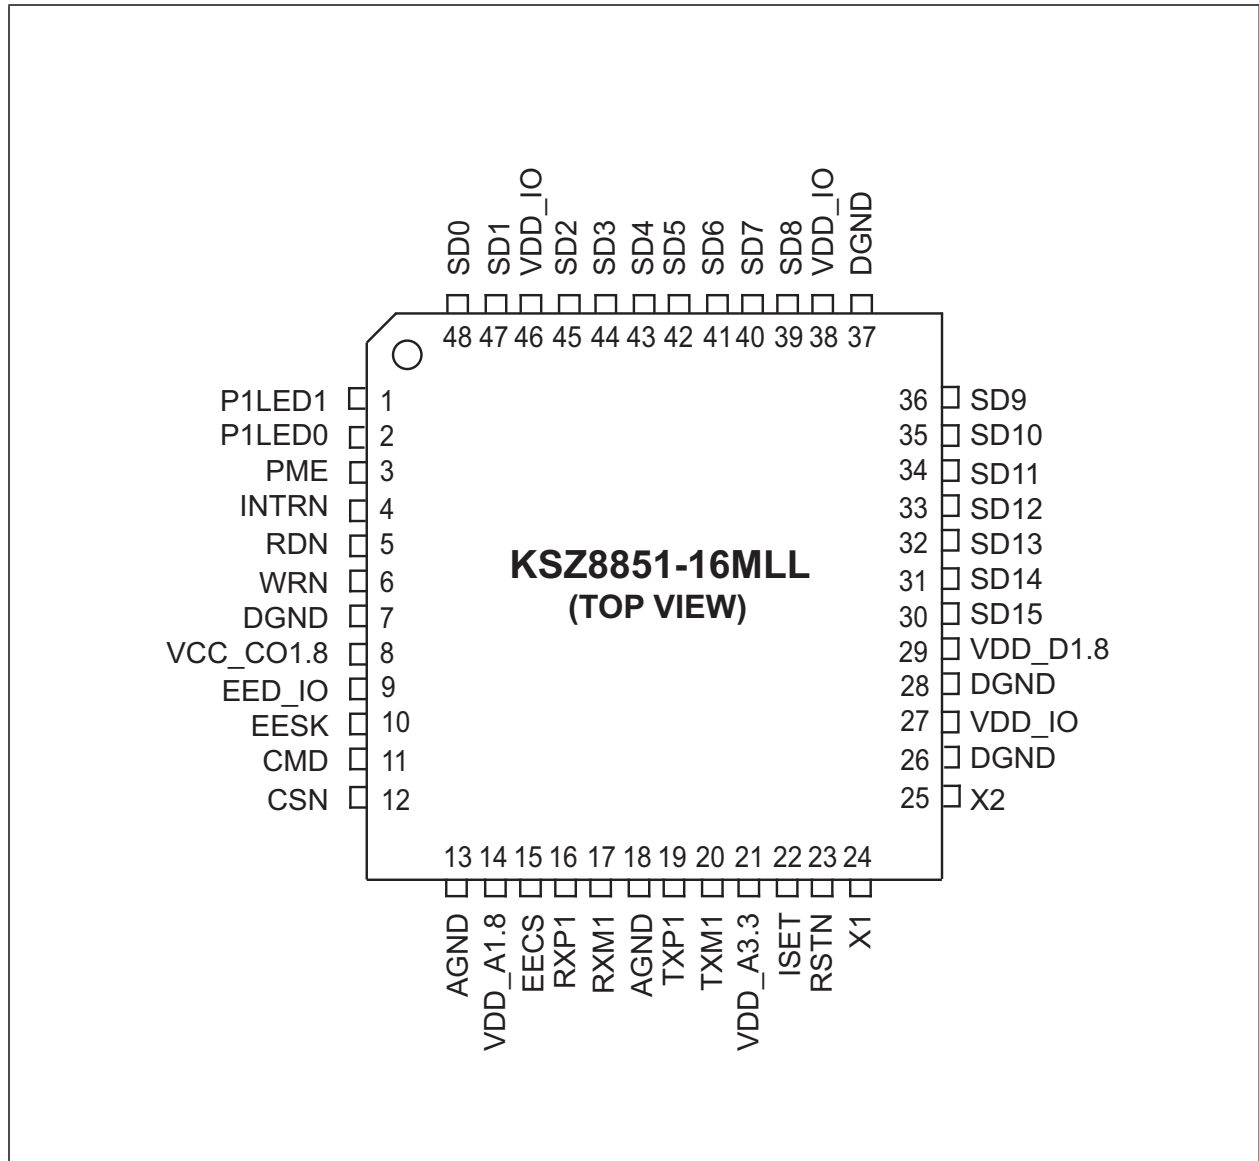 SD0
SD1
VDD_IO
SD2
SD3
SD4
SD5
SD6
SD7
SD8
VDD_IO
DGND
48 47 46 45 44 43 42 41 40 39 38 37
P1LED1 1
P1LED0 2
PME 3
INTRN 4
RDN 5
WRN 6
DGND 7
VCC_CO1.8 8
EED_IO 9
EESK 10
CMD 11
CSN 12
KSZ8851-16MLL
(TOP VIEW)
36 SD9
35 SD10
34 SD11
33 SD12
32 SD13
31 SD14
30 SD15
29 VDD_D1.8
28 DGND
27 VDD_IO
26 DGND
25 X2
13 14 15 16 17 18 19 20 21 22 23 24
AGND
VDD_A1.8
EECS
RXP1
RXM1
AGND
TXP1
TXM1
VDD_A3.3
ISET
RSTN
X1